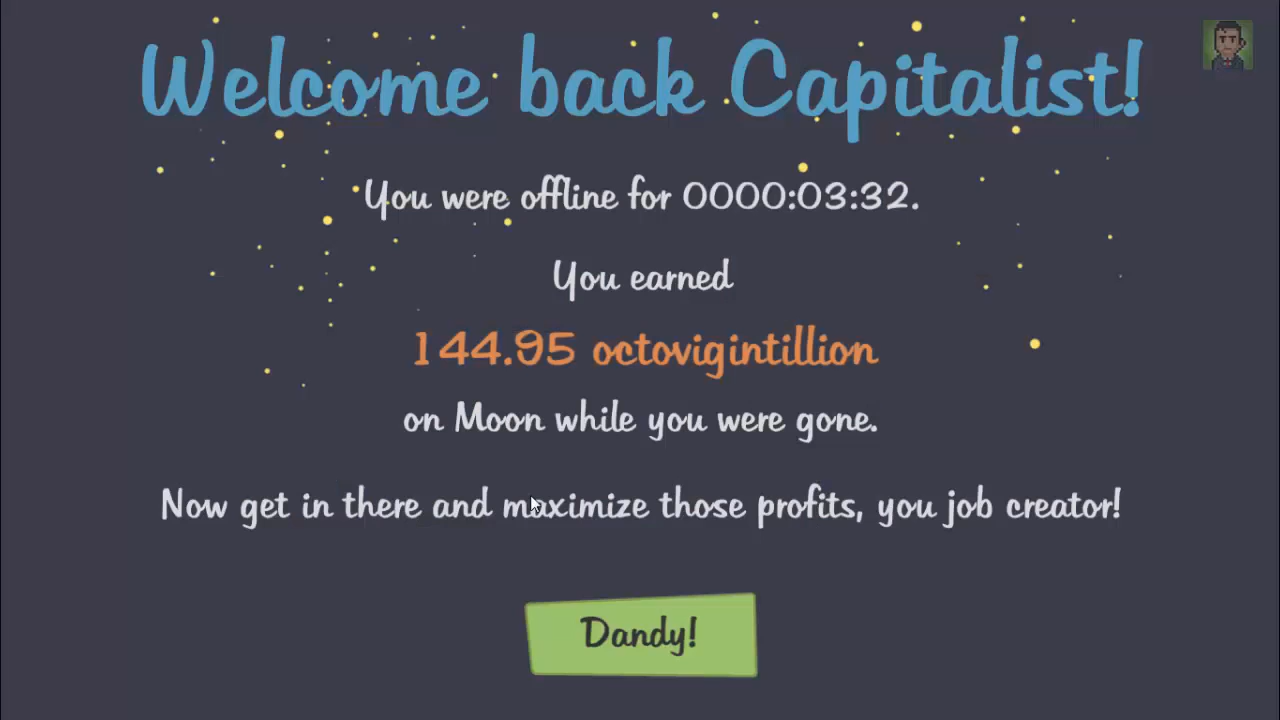 Welcome back Capitalist!
You were offline for 0000:03:32.
You earned
144.95 octovigintillion
on Moon while you were gone.
Now get in there and maximize those profits, you job creator!
Dandy!